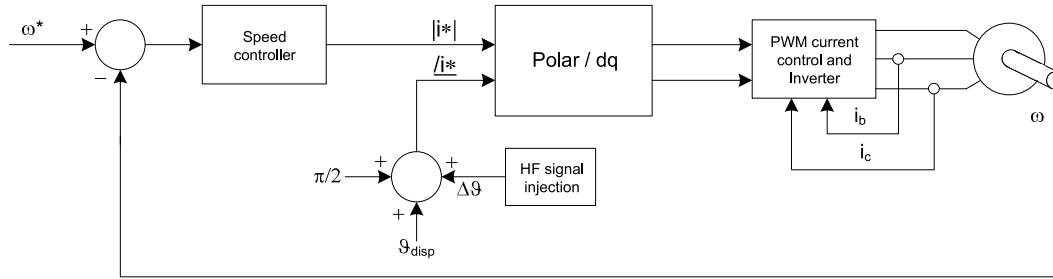 ω*
+
−
Speed
controller
|i*|
/i*
Polar / dq
PWM current
control and
Inverter
ω
i_b
i_c
π/2
+
+
+
Δϑ
HF signal
injection
ϑ_disp